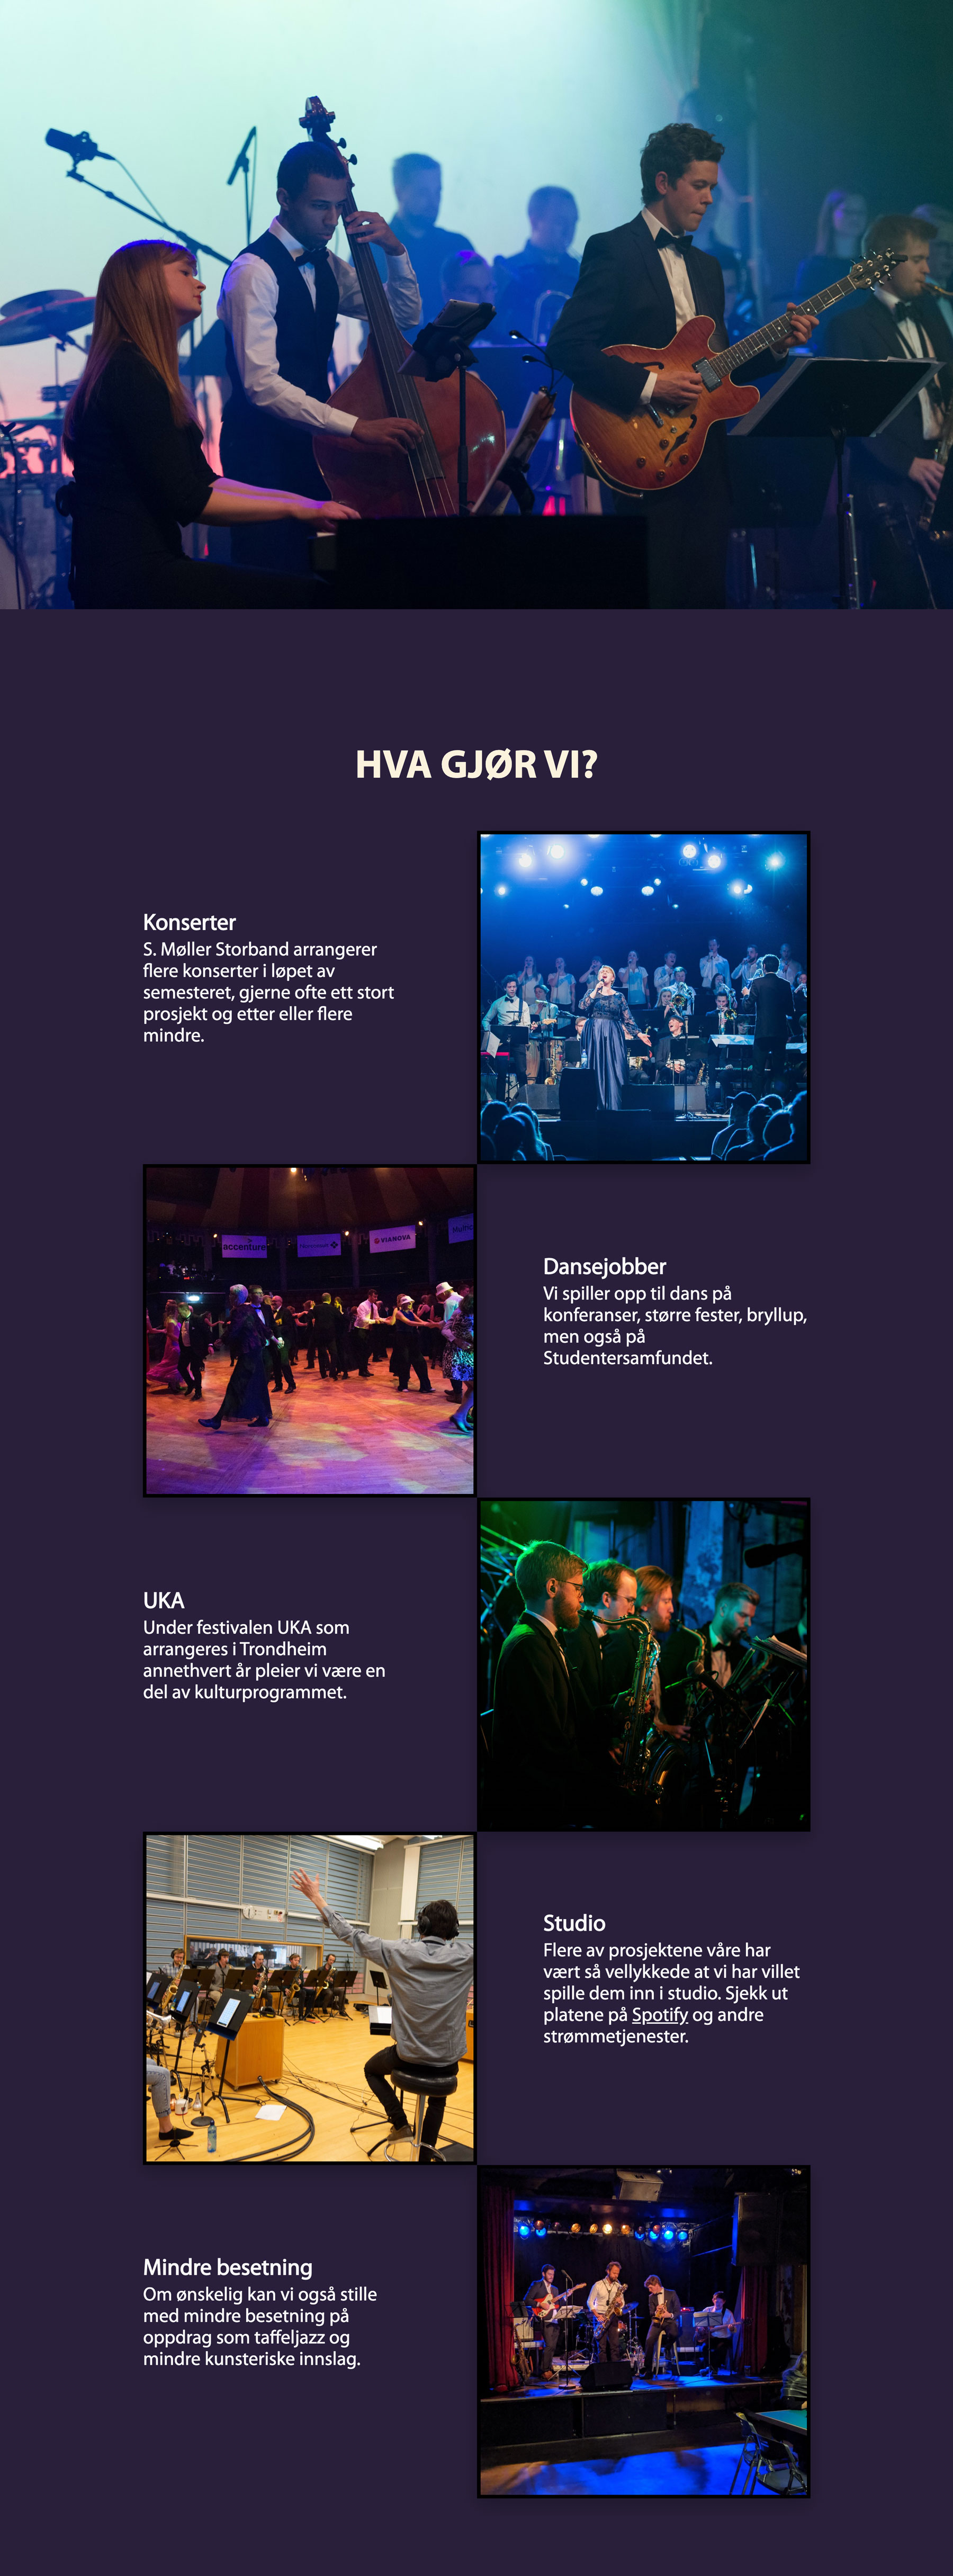 HVA GJØR VI?
Konserter
S. Møller Storband arrangerer
flere konserter i løpet av
semesteret, gjerne ofte ett stort
prosjekt og etter eller flere
mindre.
accenture
VIANOVA
Dansejobber
Vi spiller opp til dans på
konferanser, større fester, bryllup,
men også på
Studentersamfundet.
UKA
Under festivalen UKA som
arrangeres i Trondheim
annethvert år pleier vi være en
del av kulturprogrammet.
Studio
Flere av prosjektene våre har
vært så vellykkede at vi har villet
spille dem inn i studio. Sjekk ut
platene på Spotify og andre
strømmetjenester.
Mindre besetning
Om ønskelig kan vi også stille
med mindre besetning på
oppdrag som taffeljazz og
mindre kunsteriske innslag.